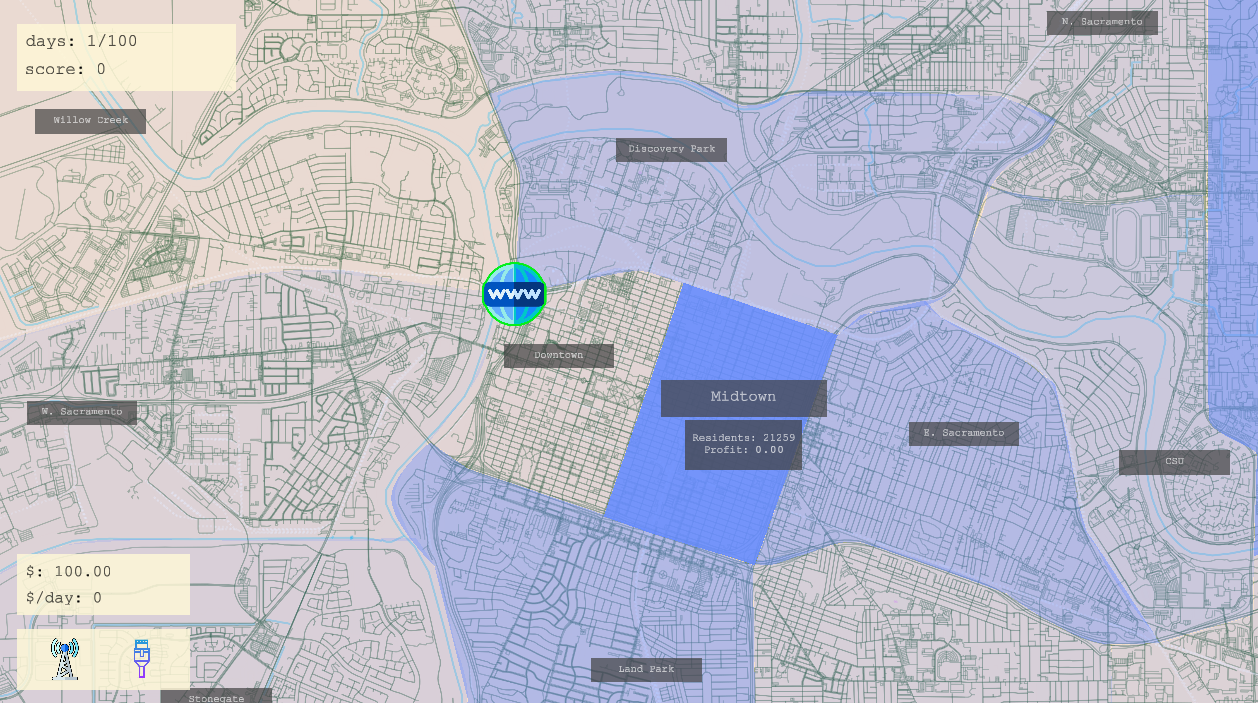 days: 1/100
score: 0
N. Sacramento
Willow Creek
Discovery Park
WWW
Downtown
Midtown
W. Sacramento
Residents: 21259
Profit: 0.00
E. Sacramento
CSU
$: 100.00
$/day: 0
Land Park
Stonegate